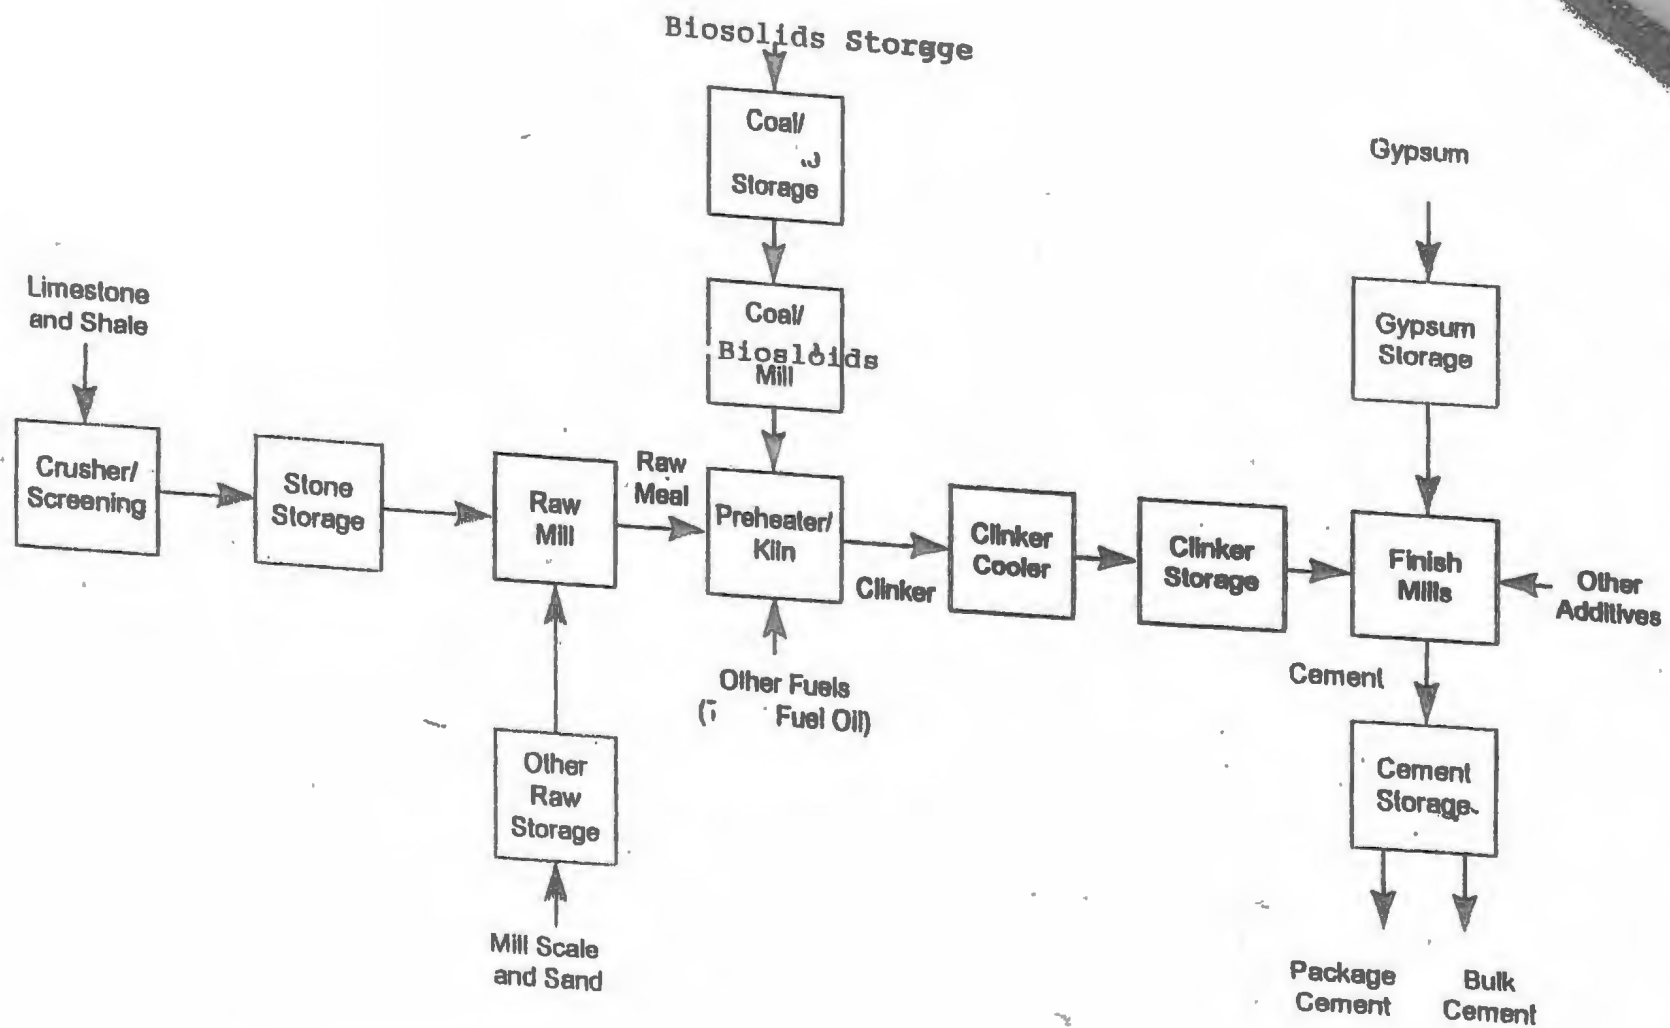 Biosolids Storgge
Coal/
Storage
Gypsum
Limestone
and Shale
Coal/
Biosloids
Mill
Gypsum
Storage
Crusher/
Screening
Stone
Storage
Raw
Mill
Raw
Meal
Preheater/
Kiln
Clinker
Clinker
Cooler
Clinker
Storage
Finish
Mills
Other
Additives
Other Fuels
Fuel Oil)
Cement
Other
Raw
Storage
Cement
Storage
Mill Scale
and Sand
Package
Cement
Bulk
Cement